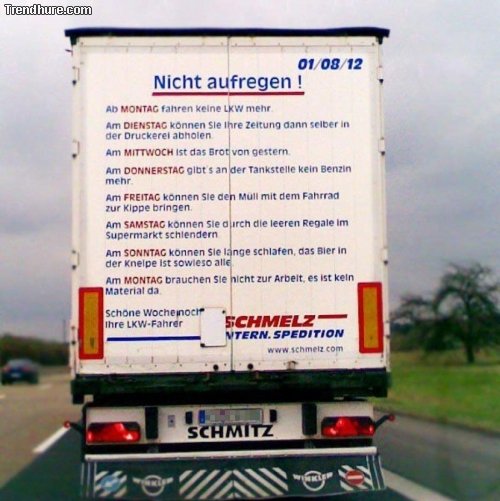 Trendhure.com
01/08/12
Nicht aufregen !
Ab MONTAG fahren keine LKW mehr.
Am DIENSTAG können Sie Ihre Zeitung dann selber in
der Druckerei abholen.
Am MITTWOCH ist das Brot von gestern.
Am DONNERSTAG gibt's an der Tankstelle kein Benzin
mehr.
Am FREITAG können Sie den Müll mit dem Fahrrad
zur Kippe bringen.
Am SAMSTAG können Sie durch die leeren Regale im
Supermarkt schlendern.
Am SONNTAG können Sie lange schlafen, das Bier in
der Kneipe ist sowieso alle.
Am MONTAG brauchen Sie nicht zur Arbeit, es ist kein
Material da.
Schöne Woche noch
Ihre LKW-Fahrer
SCHMELZ
INTERN. SPEDITION
www.schmelz.com
SCHMITZ
WINKLER
WINKLER